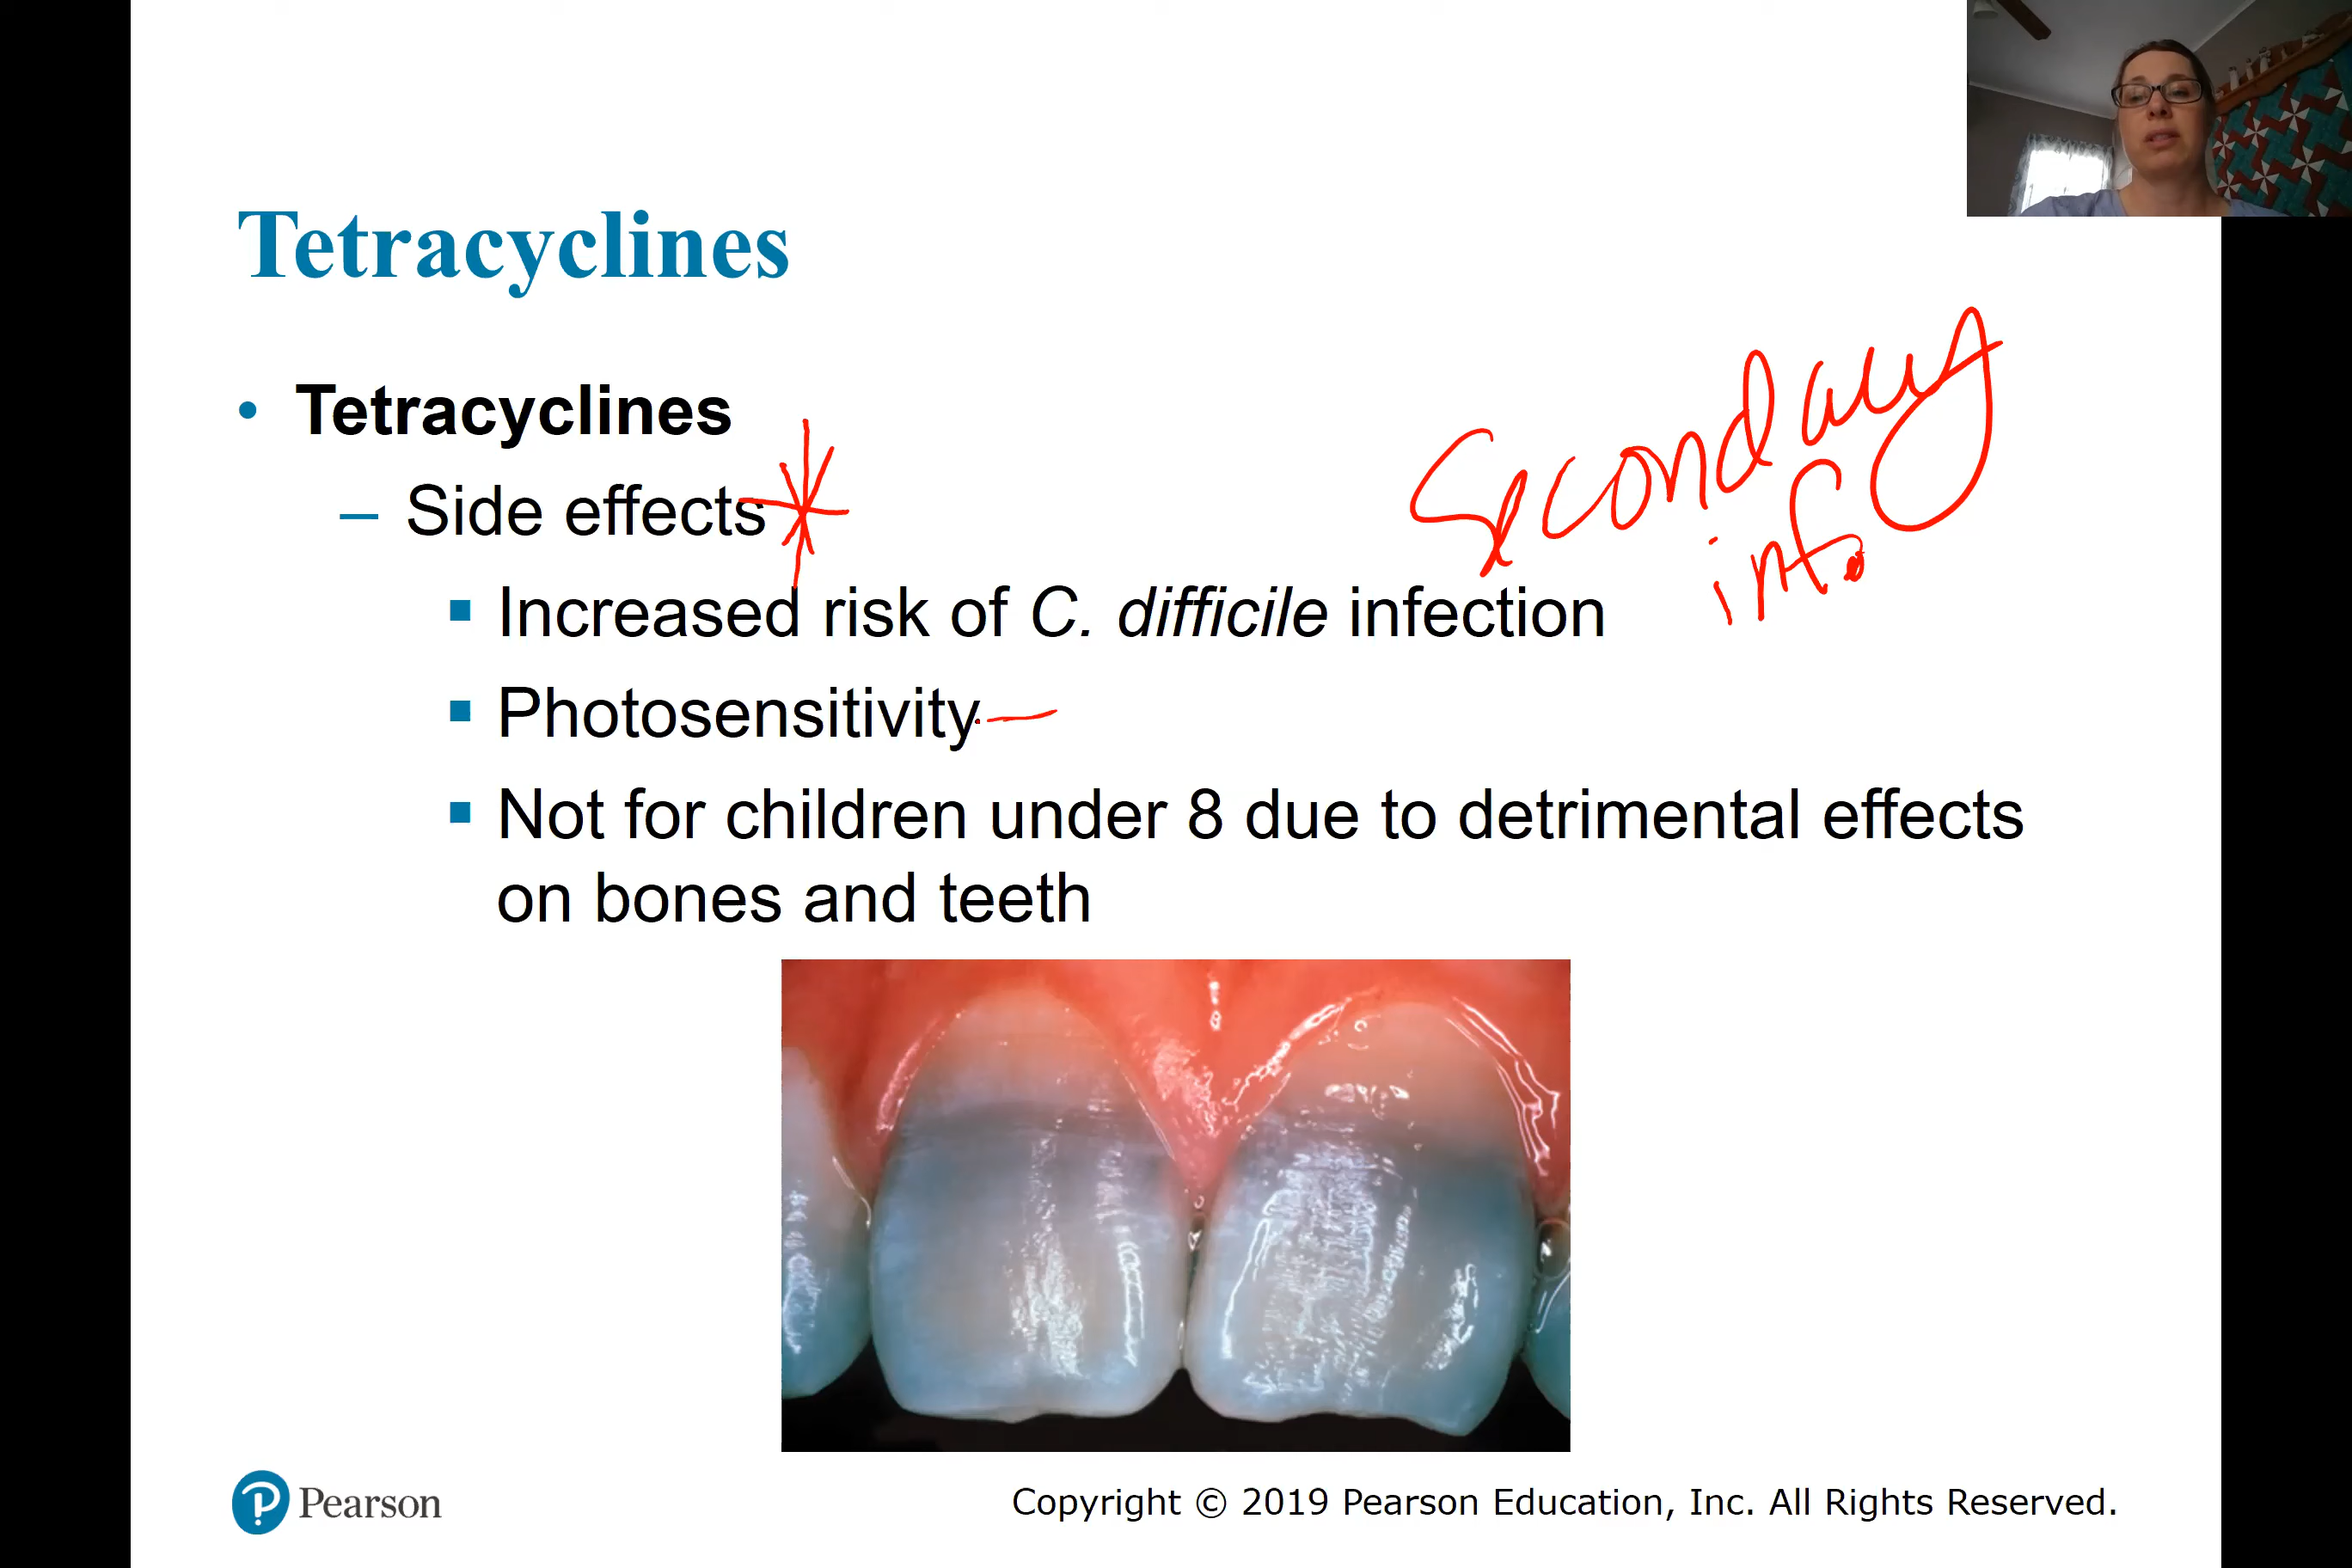 Tetracyclines
• Tetracyclines
– Side effects
Secondary
inf.
▪ Increased risk of C. difficile infection
▪ Photosensitivity
▪ Not for children under 8 due to detrimental effects
on bones and teeth
Pearson
Copyright © 2019 Pearson Education, Inc. All Rights Reserved.